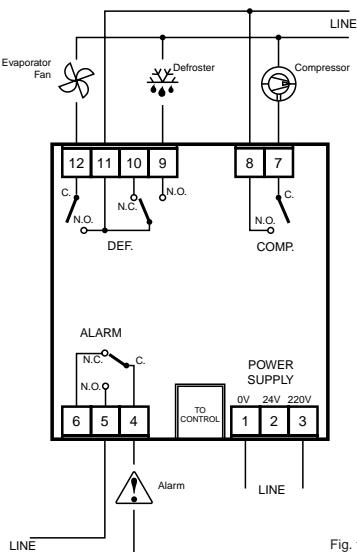 LINE
Evaporator
Fan
Defroster
Compressor
12 11 10 9 8 7
C. N.C. N.O. C.
N.O. N.O.
DEF. COMP.
ALARM
N.C. C.
N.O.
POWER
SUPPLY
0V 24V 220V
TO
CONTROL
6 5 4 1 2 3
Alarm
LINE
LINE
Fig.